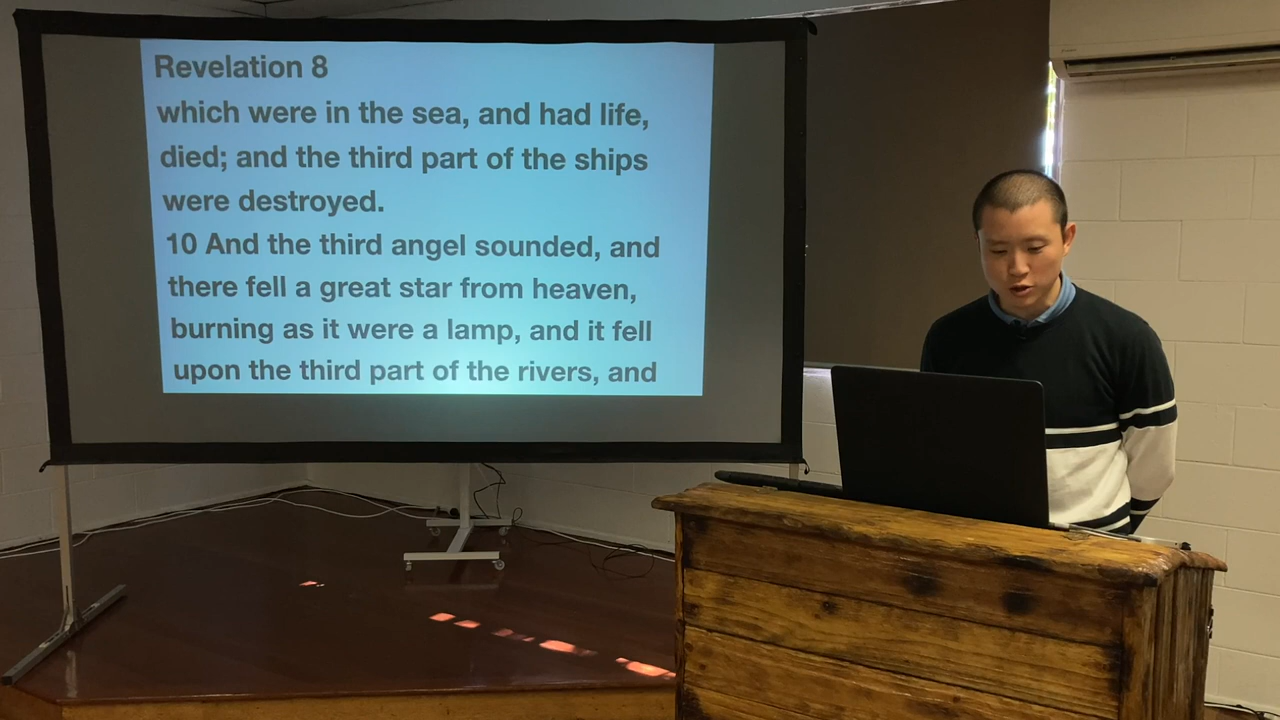 Revelation 8
which were in the sea, and had life,
died; and the third part of the ships
were destroyed.
10 And the third angel sounded, and
there fell a great star from heaven,
burning as it were a lamp, and it fell
upon the third part of the rivers, and